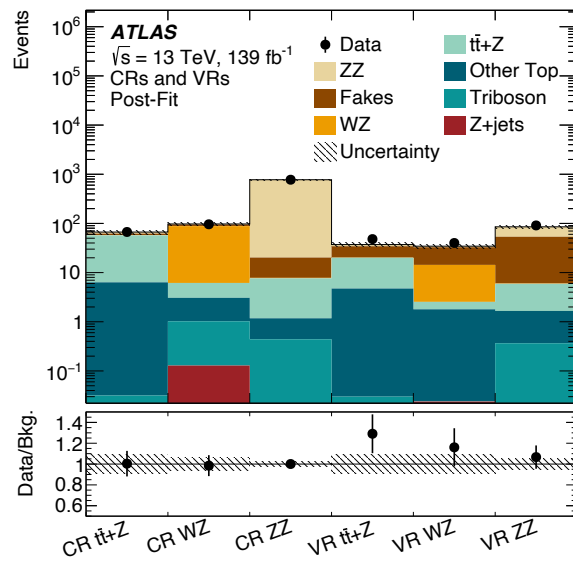 Events
10⁶
10⁵
10⁴
10³
10²
10
1
10⁻¹
ATLAS
√s = 13 TeV, 139 fb⁻¹
CRs and VRs
Post-Fit
Data
ZZ
Fakes
WZ
Uncertainty
tt̄+Z
Other Top
Triboson
Z+jets
Data/Bkg.
1.4
1.2
1
0.8
0.6
CR tt̄+Z
CR WZ
CR ZZ
VR tt̄+Z
VR WZ
VR ZZ